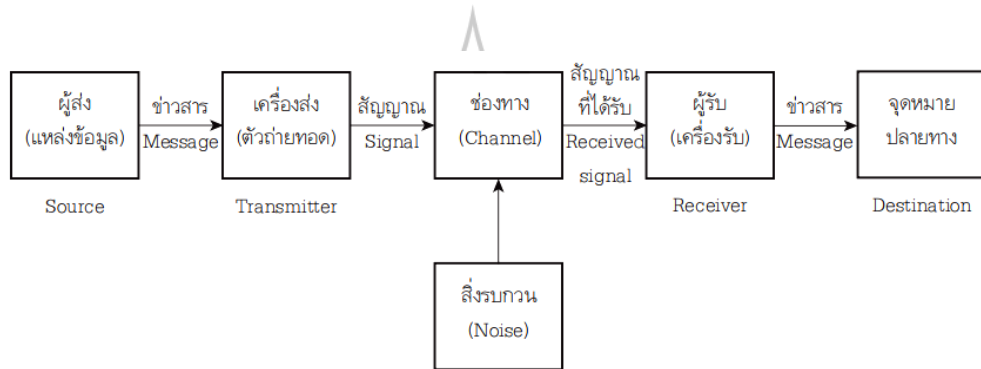 ผู้ส่ง
(แหล่งข้อมูล)
Source
ข่าวสาร
Message
เครื่องส่ง
(ตัวถ่ายทอด)
Transmitter
สัญญาณ
Signal
ช่องทาง
(Channel)
สัญญาณ
ที่ได้รับ
Received
signal
ผู้รับ
(เครื่องรับ)
Receiver
ข่าวสาร
Message
จุดหมาย
ปลายทาง
Destination
สิ่งรบกวน
(Noise)